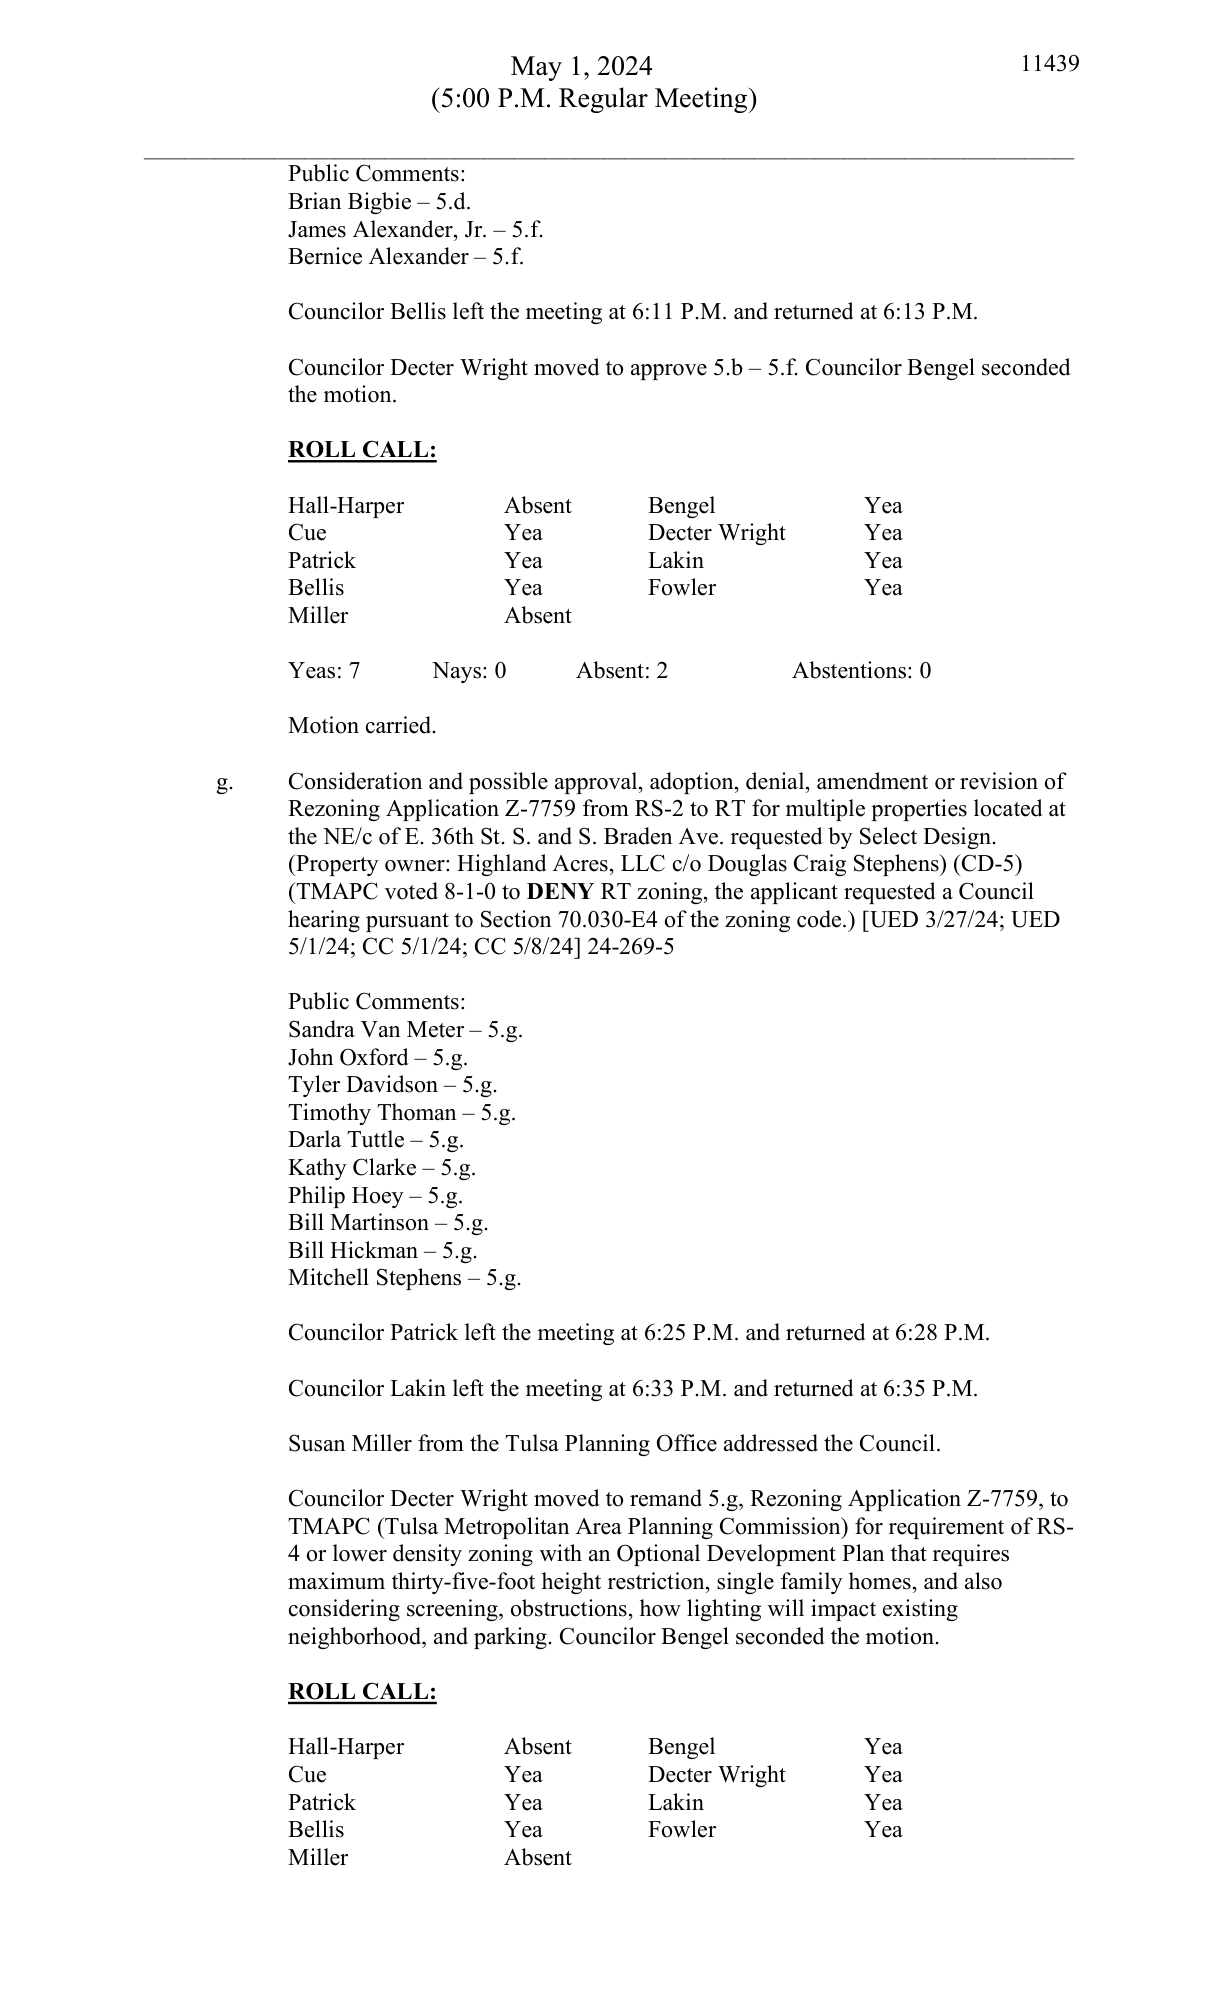 May 1, 2024 11439
(5:00 P.M. Regular Meeting)
Public Comments:
Brian Bigbie – 5.d.
James Alexander, Jr. – 5.f.
Bernice Alexander – 5.f.
Councilor Bellis left the meeting at 6:11 P.M. and returned at 6:13 P.M.
Councilor Decter Wright moved to approve 5.b – 5.f. Councilor Bengel seconded
the motion.
ROLL CALL:
Hall-Harper Absent Bengel Yea
Cue Yea Decter Wright Yea
Patrick Yea Lakin Yea
Bellis Yea Fowler Yea
Miller Absent
Yeas: 7 Nays: 0 Absent: 2 Abstentions: 0
Motion carried.
g. Consideration and possible approval, adoption, denial, amendment or revision of
Rezoning Application Z-7759 from RS-2 to RT for multiple properties located at
the NE/c of E. 36th St. S. and S. Braden Ave. requested by Select Design.
(Property owner: Highland Acres, LLC c/o Douglas Craig Stephens) (CD-5)
(TMAPC voted 8-1-0 to DENY RT zoning, the applicant requested a Council
hearing pursuant to Section 70.030-E4 of the zoning code.) [UED 3/27/24; UED
5/1/24; CC 5/1/24; CC 5/8/24] 24-269-5
Public Comments:
Sandra Van Meter – 5.g.
John Oxford – 5.g.
Tyler Davidson – 5.g.
Timothy Thoman – 5.g.
Darla Tuttle – 5.g.
Kathy Clarke – 5.g.
Philip Hoey – 5.g.
Bill Martinson – 5.g.
Bill Hickman – 5.g.
Mitchell Stephens – 5.g.
Councilor Patrick left the meeting at 6:25 P.M. and returned at 6:28 P.M.
Councilor Lakin left the meeting at 6:33 P.M. and returned at 6:35 P.M.
Susan Miller from the Tulsa Planning Office addressed the Council.
Councilor Decter Wright moved to remand 5.g, Rezoning Application Z-7759, to
TMAPC (Tulsa Metropolitan Area Planning Commission) for requirement of RS-
4 or lower density zoning with an Optional Development Plan that requires
maximum thirty-five-foot height restriction, single family homes, and also
considering screening, obstructions, how lighting will impact existing
neighborhood, and parking. Councilor Bengel seconded the motion.
ROLL CALL:
Hall-Harper Absent Bengel Yea
Cue Yea Decter Wright Yea
Patrick Yea Lakin Yea
Bellis Yea Fowler Yea
Miller Absent